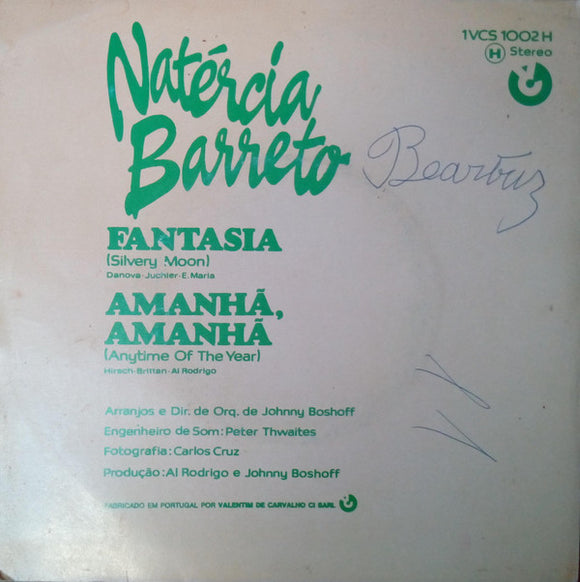 1VCS 1002 H
H Stereo
Natércia
Barreto
Beartriz
FANTASIA
(Silvery Moon)
Danova-Juchler-E. Maria
AMANHÃ,
AMANHÃ
(Anytime Of The Year)
Hirsch-Britten-Al Rodrigo
Arranjos e Dir. de Orq. de Johnny Boshoff
Engenheiro de Som: Peter Thwaites
Fotografia: Carlos Cruz
Produção: Al Rodrigo e Johnny Boshoff
FABRICADO EM PORTUGAL POR VALENTIM DE CARVALHO CI SARL